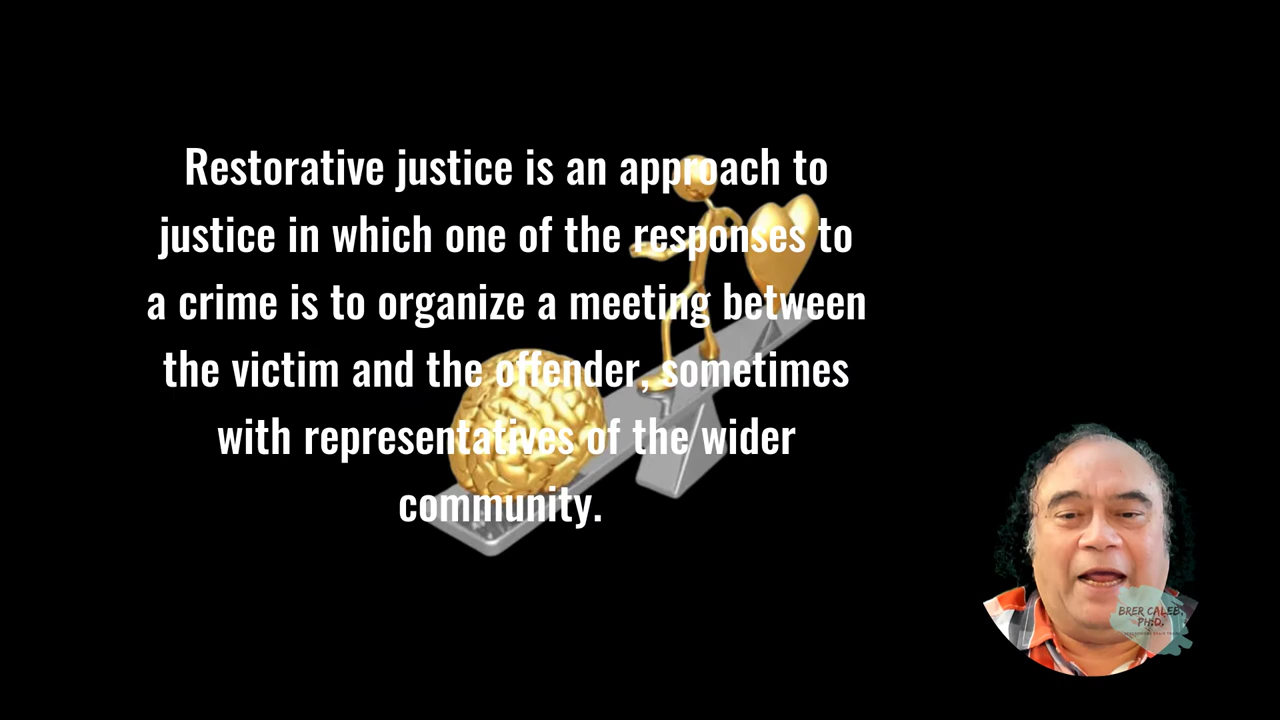 Restorative justice is an approach to
justice in which one of the responses to
a crime is to organize a meeting between
the victim and the offender, sometimes
with representatives of the wider
community.
BRER CALEB,
PH.D.